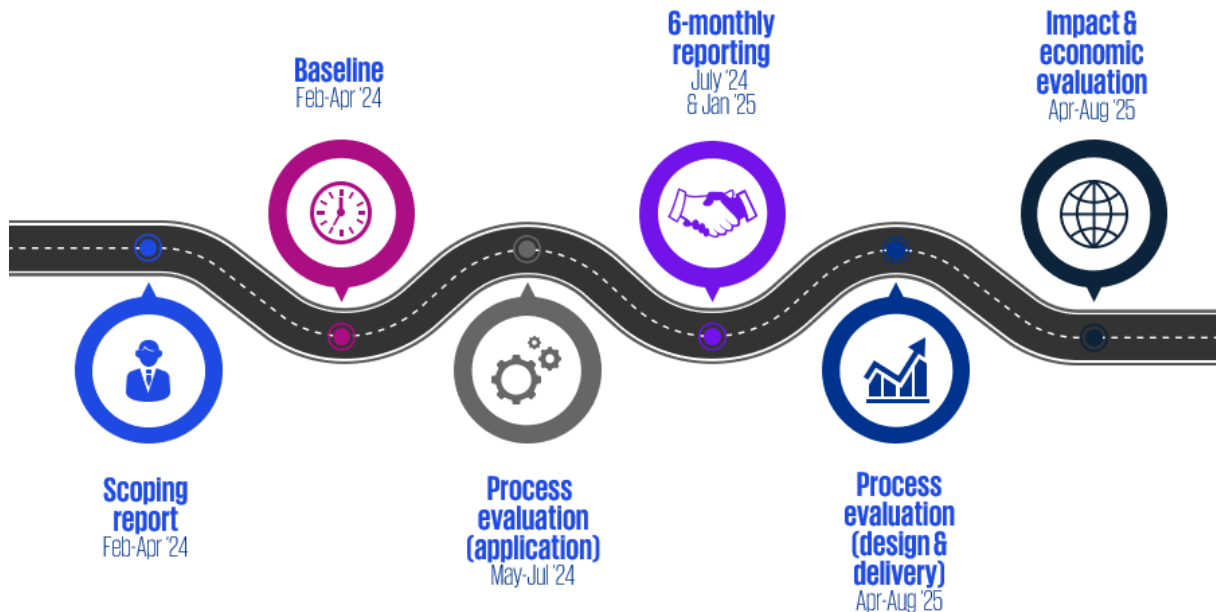 Scoping
report
Feb-Apr '24
Baseline
Feb-Apr '24
Process
evaluation
(application)
May-Jul '24
6-monthly
reporting
July '24
& Jan '25
Process
evaluation
(design &
delivery)
Apr-Aug '25
Impact &
economic
evaluation
Apr-Aug '25